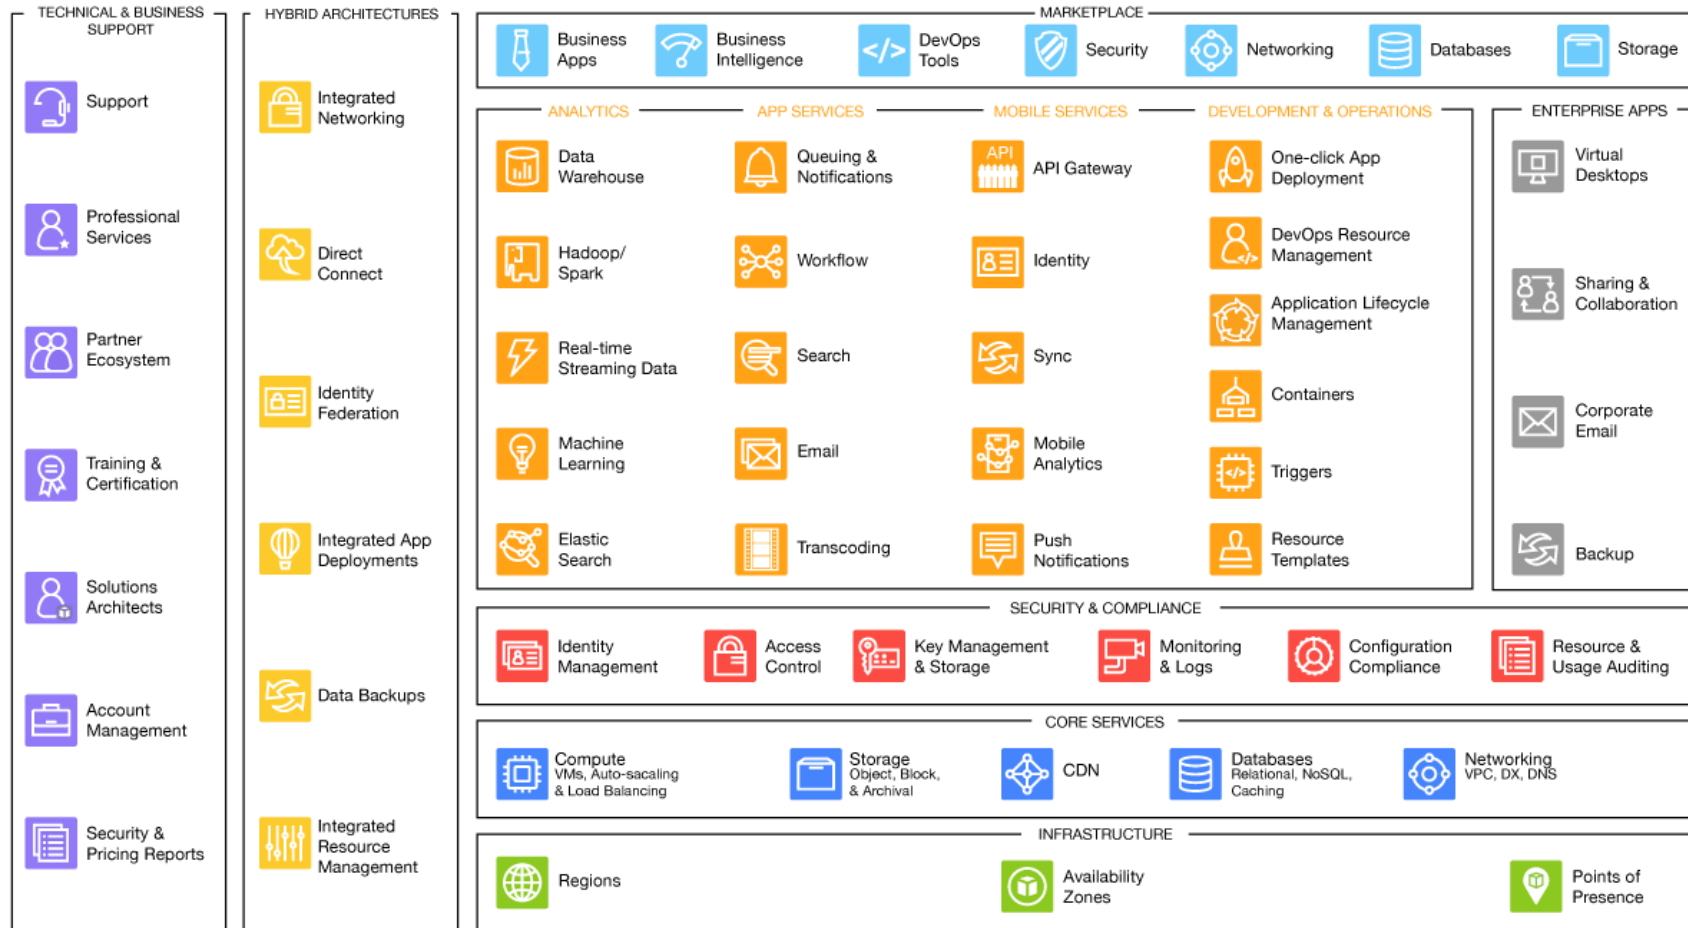 TECHNICAL & BUSINESS
SUPPORT
Support
Professional
Services
Partner
Ecosystem
Training &
Certification
Solutions
Architects
Account
Management
Security &
Pricing Reports
HYBRID ARCHITECTURES
Integrated
Networking
Direct
Connect
Identity
Federation
Integrated App
Deployments
Data Backups
Integrated
Resource
Management
MARKETPLACE
Business
Apps
Business
Intelligence
</>
DevOps
Tools
Security
Networking
Databases
Storage
ANALYTICS
Data
Warehouse
Hadoop/
Spark
Real-time
Streaming Data
Machine
Learning
Elastic
Search
APP SERVICES
Queuing &
Notifications
Workflow
Search
Email
Transcoding
MOBILE SERVICES
API
API Gateway
Identity
Sync
Mobile
Analytics
Push
Notifications
DEVELOPMENT & OPERATIONS
One-click App
Deployment
</>
DevOps Resource
Management
Application Lifecycle
Management
Containers
</>
Triggers
Resource
Templates
ENTERPRISE APPS
Virtual
Desktops
Sharing &
Collaboration
Corporate
Email
Backup
SECURITY & COMPLIANCE
Identity
Management
Access
Control
Key Management
& Storage
Monitoring
& Logs
Configuration
Compliance
Resource &
Usage Auditing
CORE SERVICES
Compute
VMs, Auto-sacaling
& Load Balancing
Storage
Object, Block,
& Archival
CDN
Databases
Relational, NoSQL,
Caching
Networking
VPC, DX, DNS
INFRASTRUCTURE
Regions
Availability
Zones
Points of
Presence